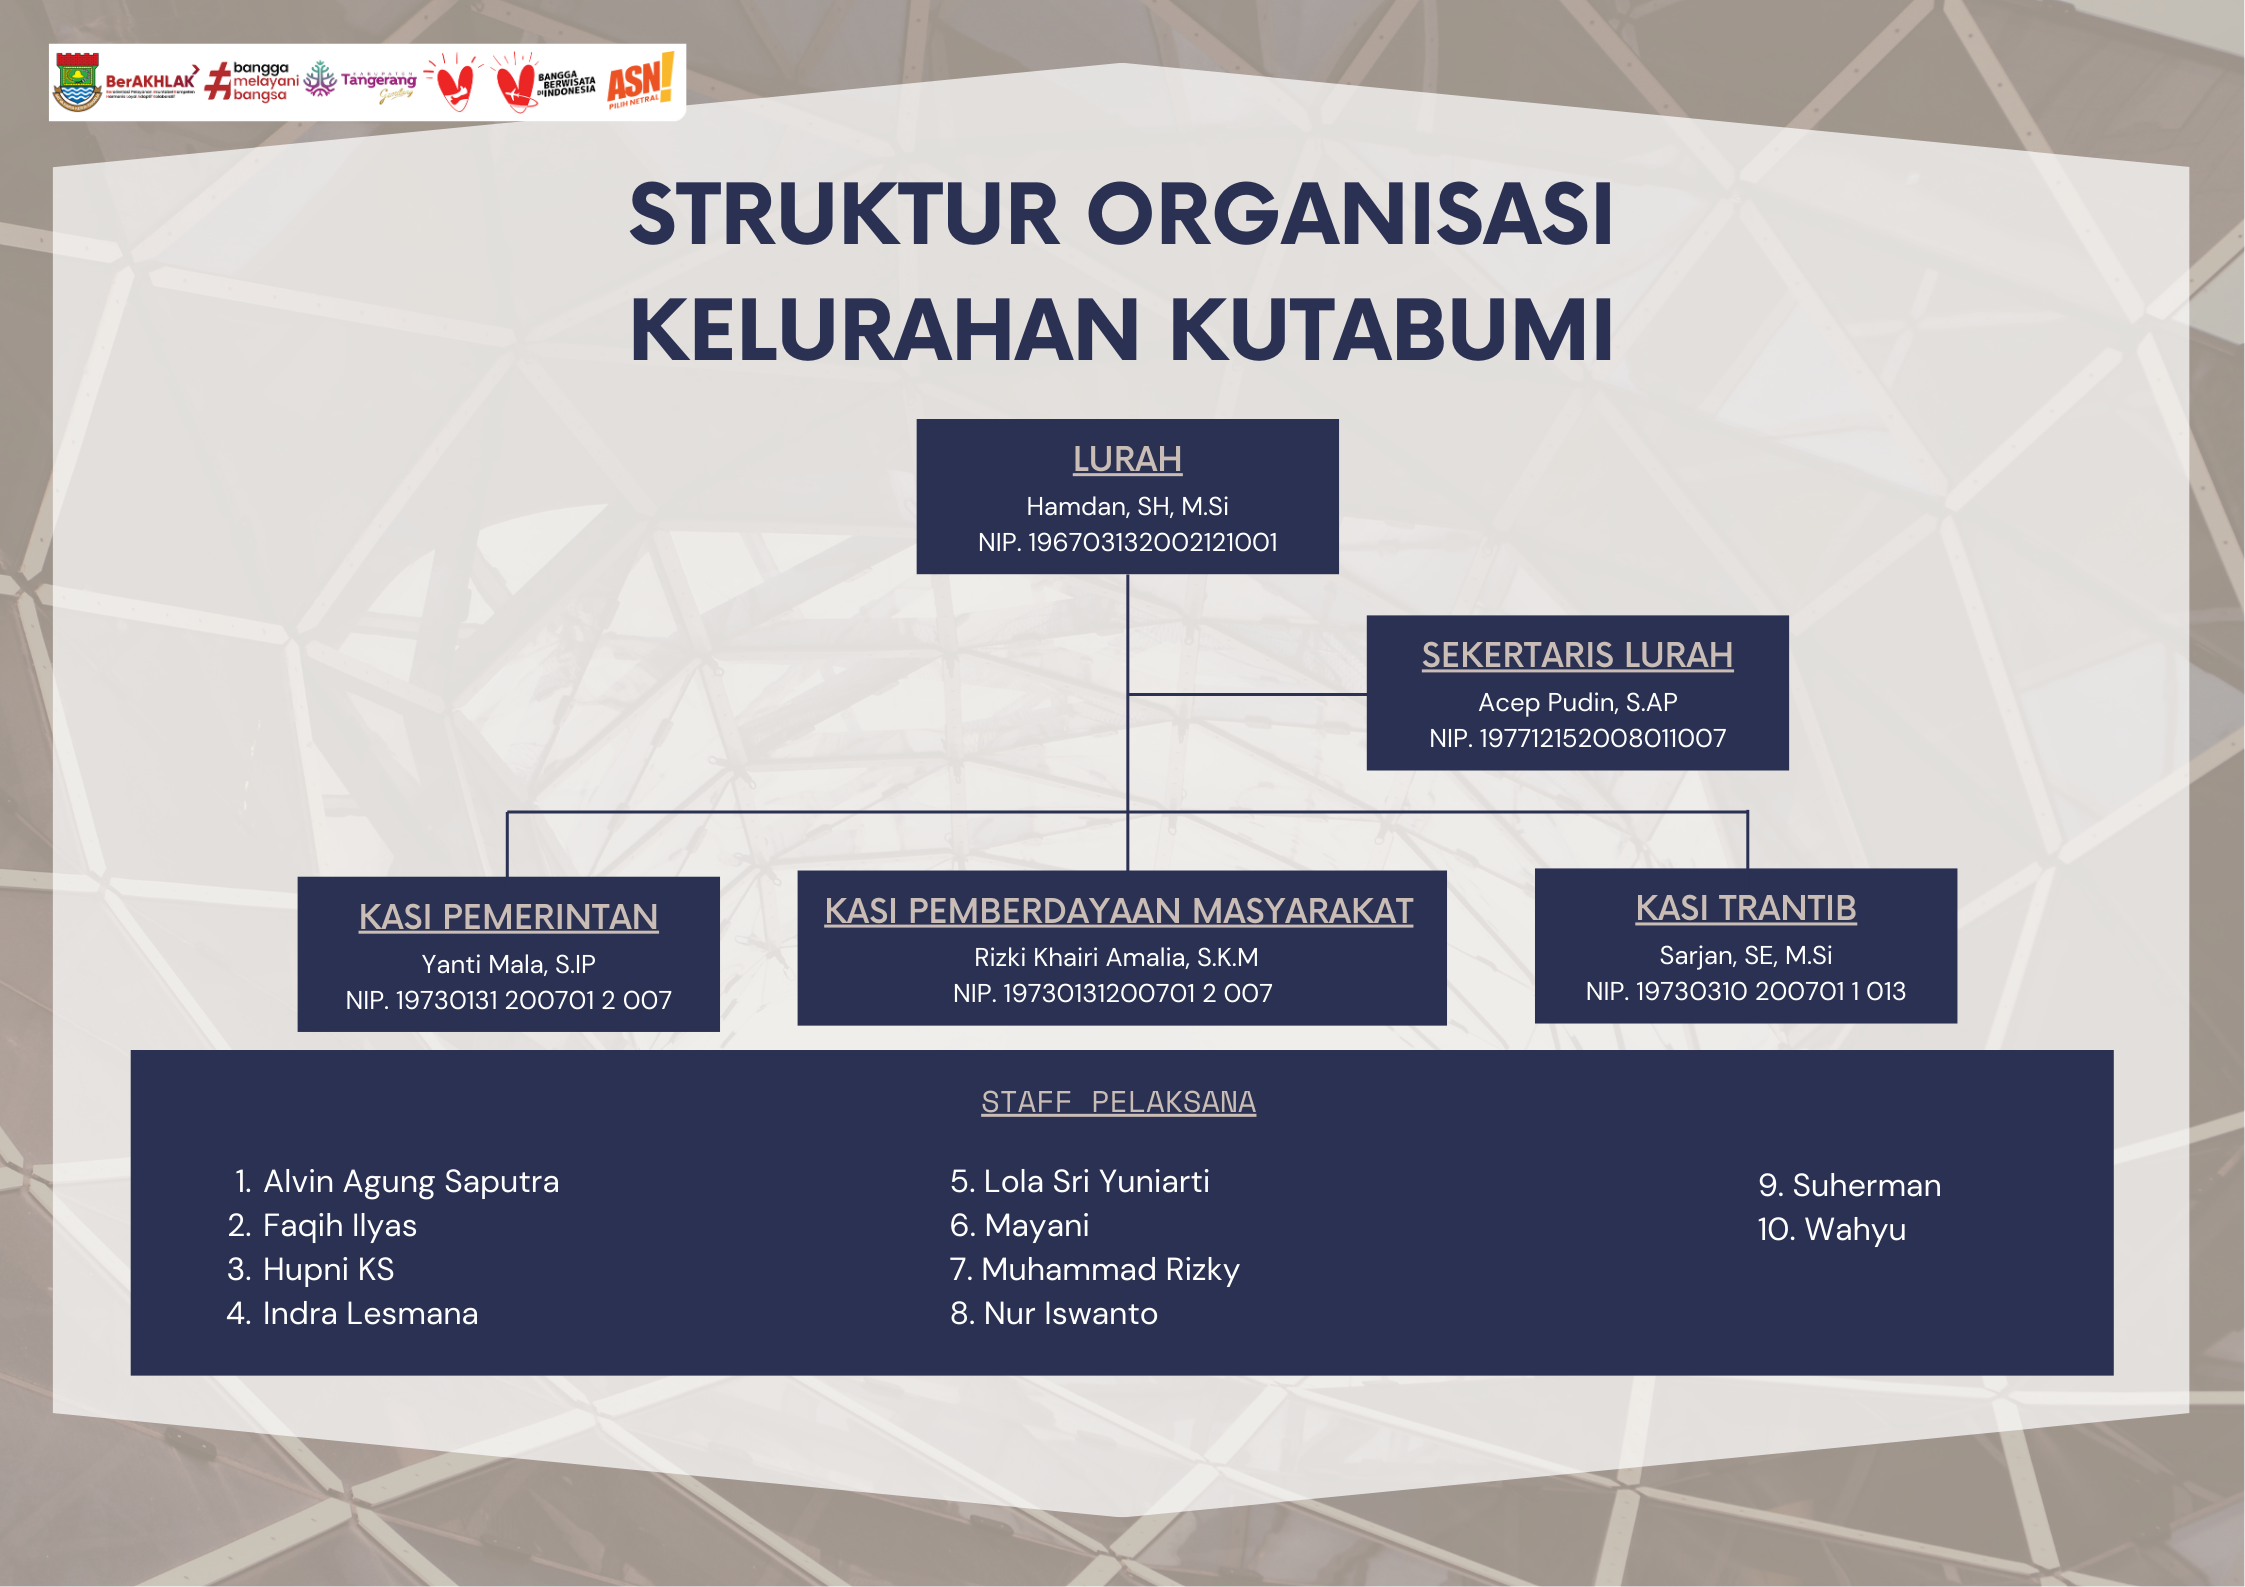 BerAKHLAK
bangga
melayani
bangsa
KABUPATEN
Tangerang
Gemilang
BANGGA
BERWISATA
DI INDONESIA
ASN!
PILIH NETRAL
STRUKTUR ORGANISASI
KELURAHAN KUTABUMI
LURAH
Hamdan, SH, M.Si
NIP. 196703132002121001
SEKERTARIS LURAH
Acep Pudin, S.AP
NIP. 197712152008011007
KASI PEMERINTAN
Yanti Mala, S.IP
NIP. 19730131 200701 2 007
KASI PEMBERDAYAAN MASYARAKAT
Rizki Khairi Amalia, S.K.M
NIP. 19730131200701 2 007
KASI TRANTIB
Sarjan, SE, M.Si
NIP. 19730310 200701 1 013
STAFF PELAKSANA
1. Alvin Agung Saputra
2. Faqih Ilyas
3. Hupni KS
4. Indra Lesmana
5. Lola Sri Yuniarti
6. Mayani
7. Muhammad Rizky
8. Nur Iswanto
9. Suherman
10. Wahyu